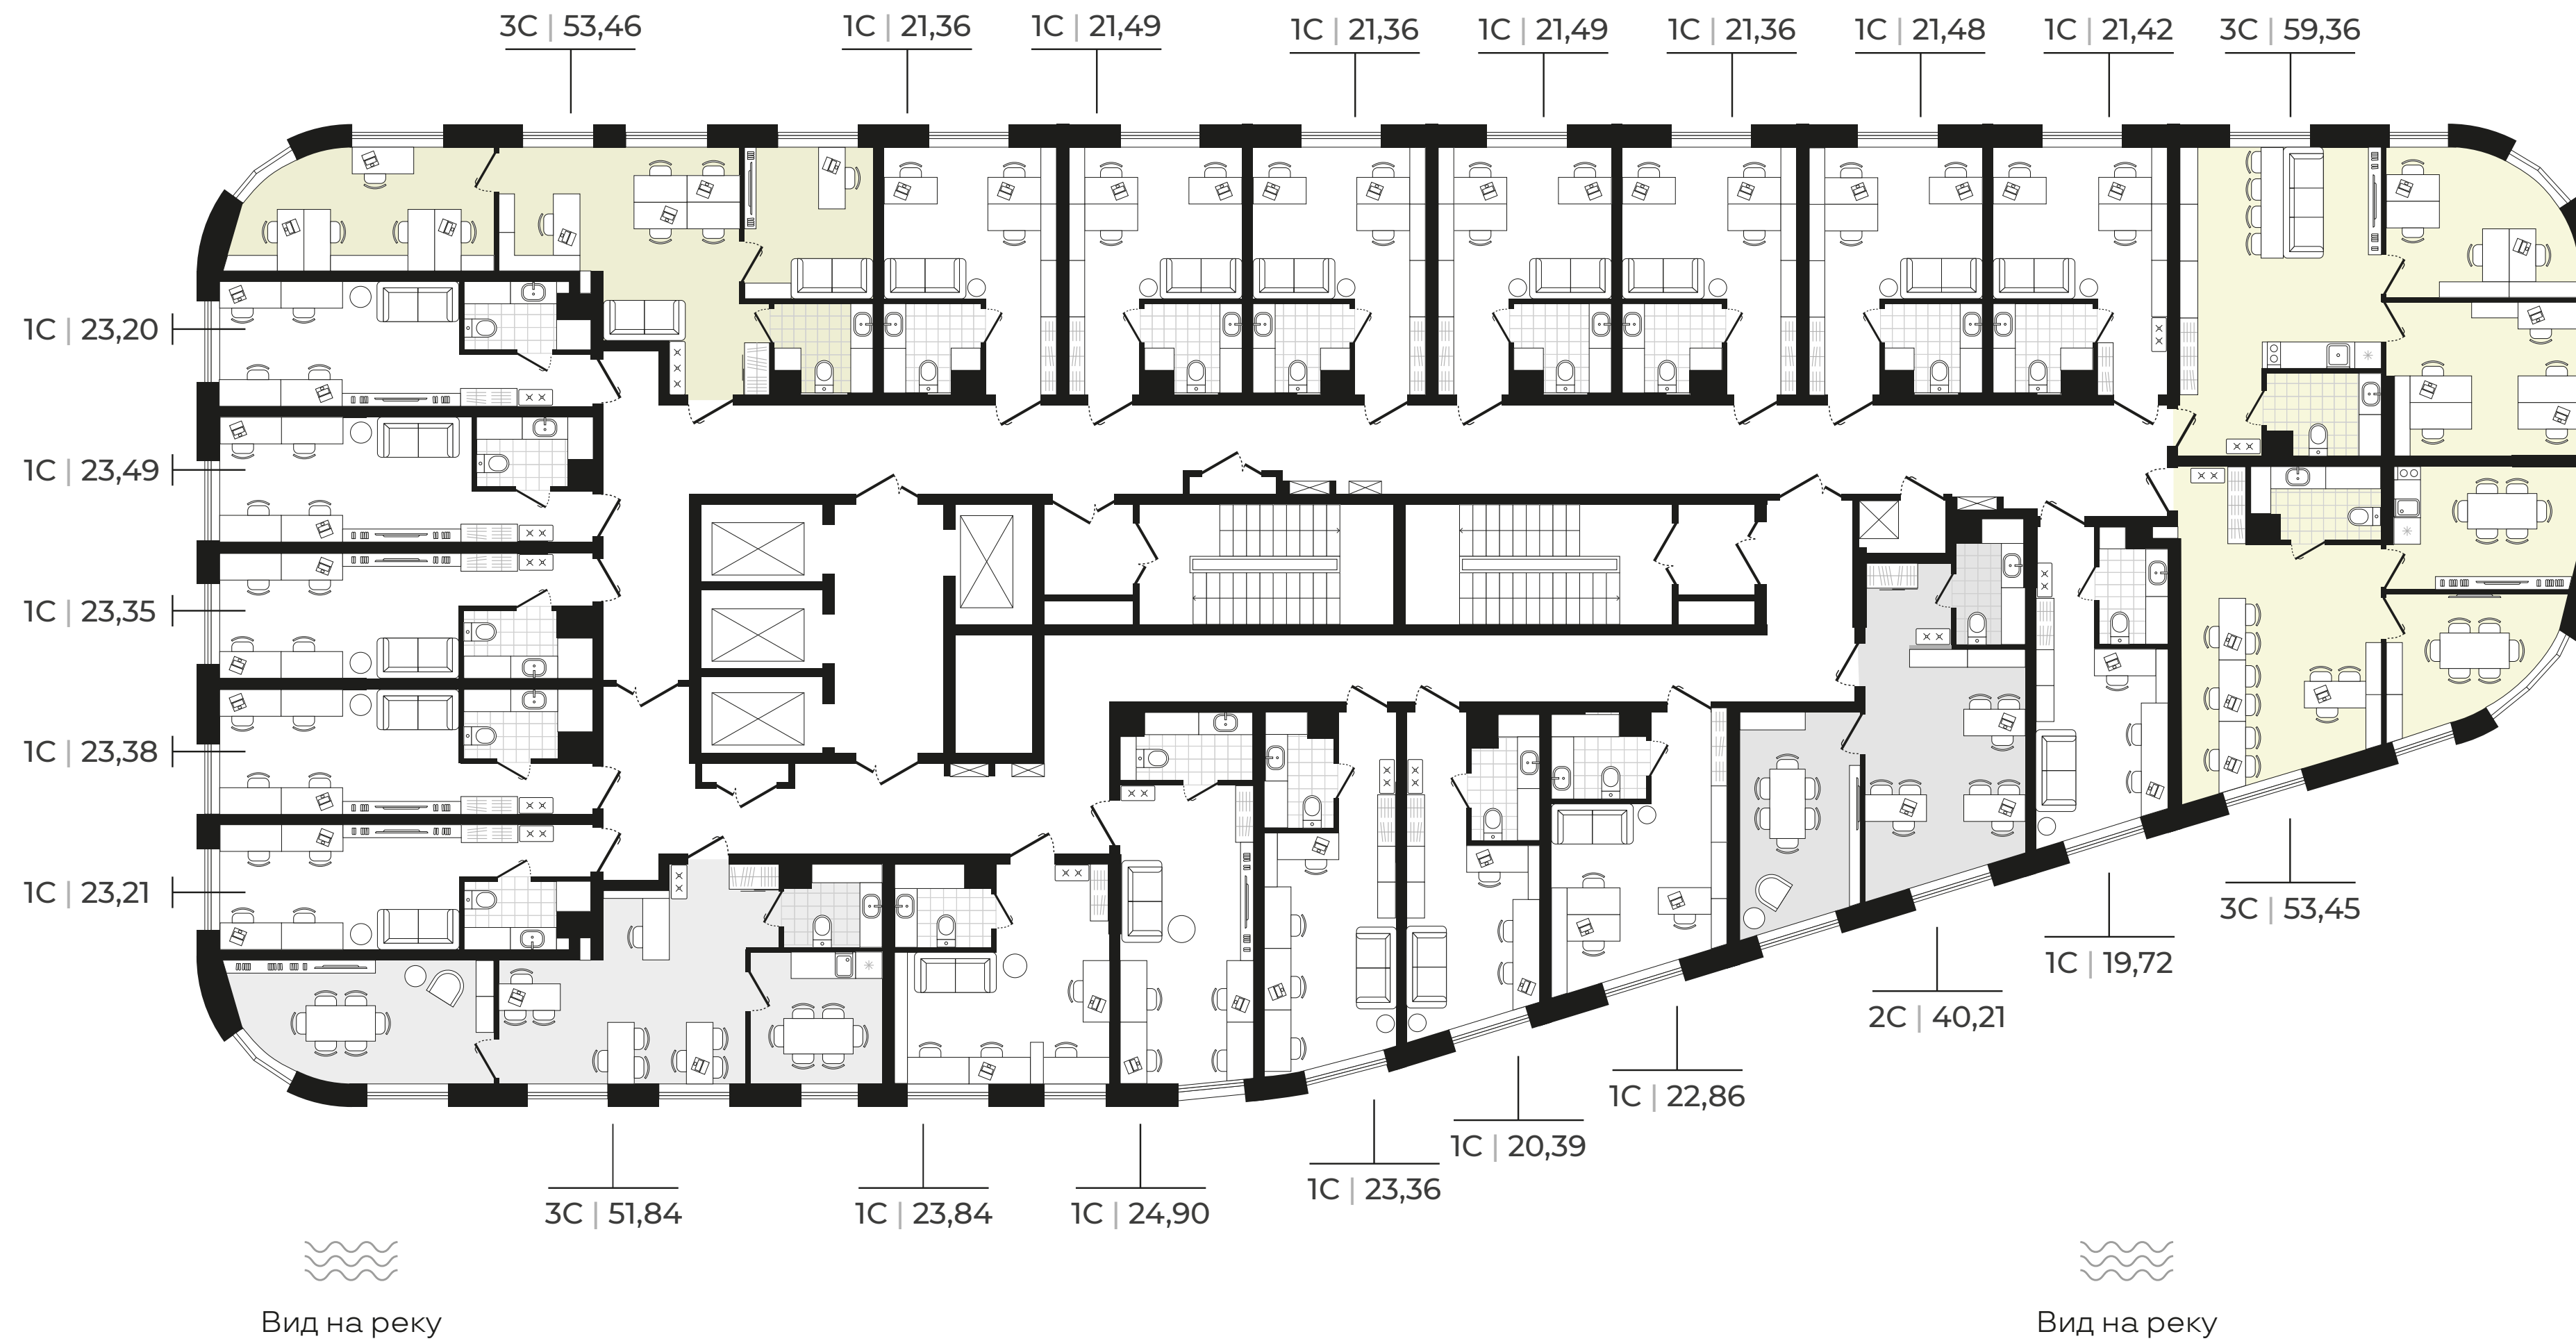 3С | 53,46
1С | 21,36
1С | 21,49
1С | 21,36
1С | 21,49
1С | 21,36
1С | 21,48
1С | 21,42
3С | 59,36
1С | 23,20
1С | 23,49
1С | 23,35
1С | 23,38
1С | 23,21
3С | 53,45
1С | 19,72
2С | 40,21
1С | 22,86
1С | 20,39
1С | 23,36
3С | 51,84
1С | 23,84
1С | 24,90
Вид на реку
Вид на реку